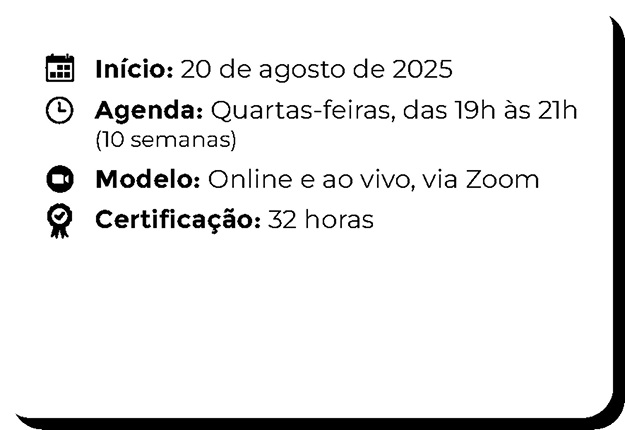 Início: 20 de agosto de 2025
Agenda: Quartas-feiras, das 19h às 21h
(10 semanas)
Modelo: Online e ao vivo, via Zoom
Certificação: 32 horas